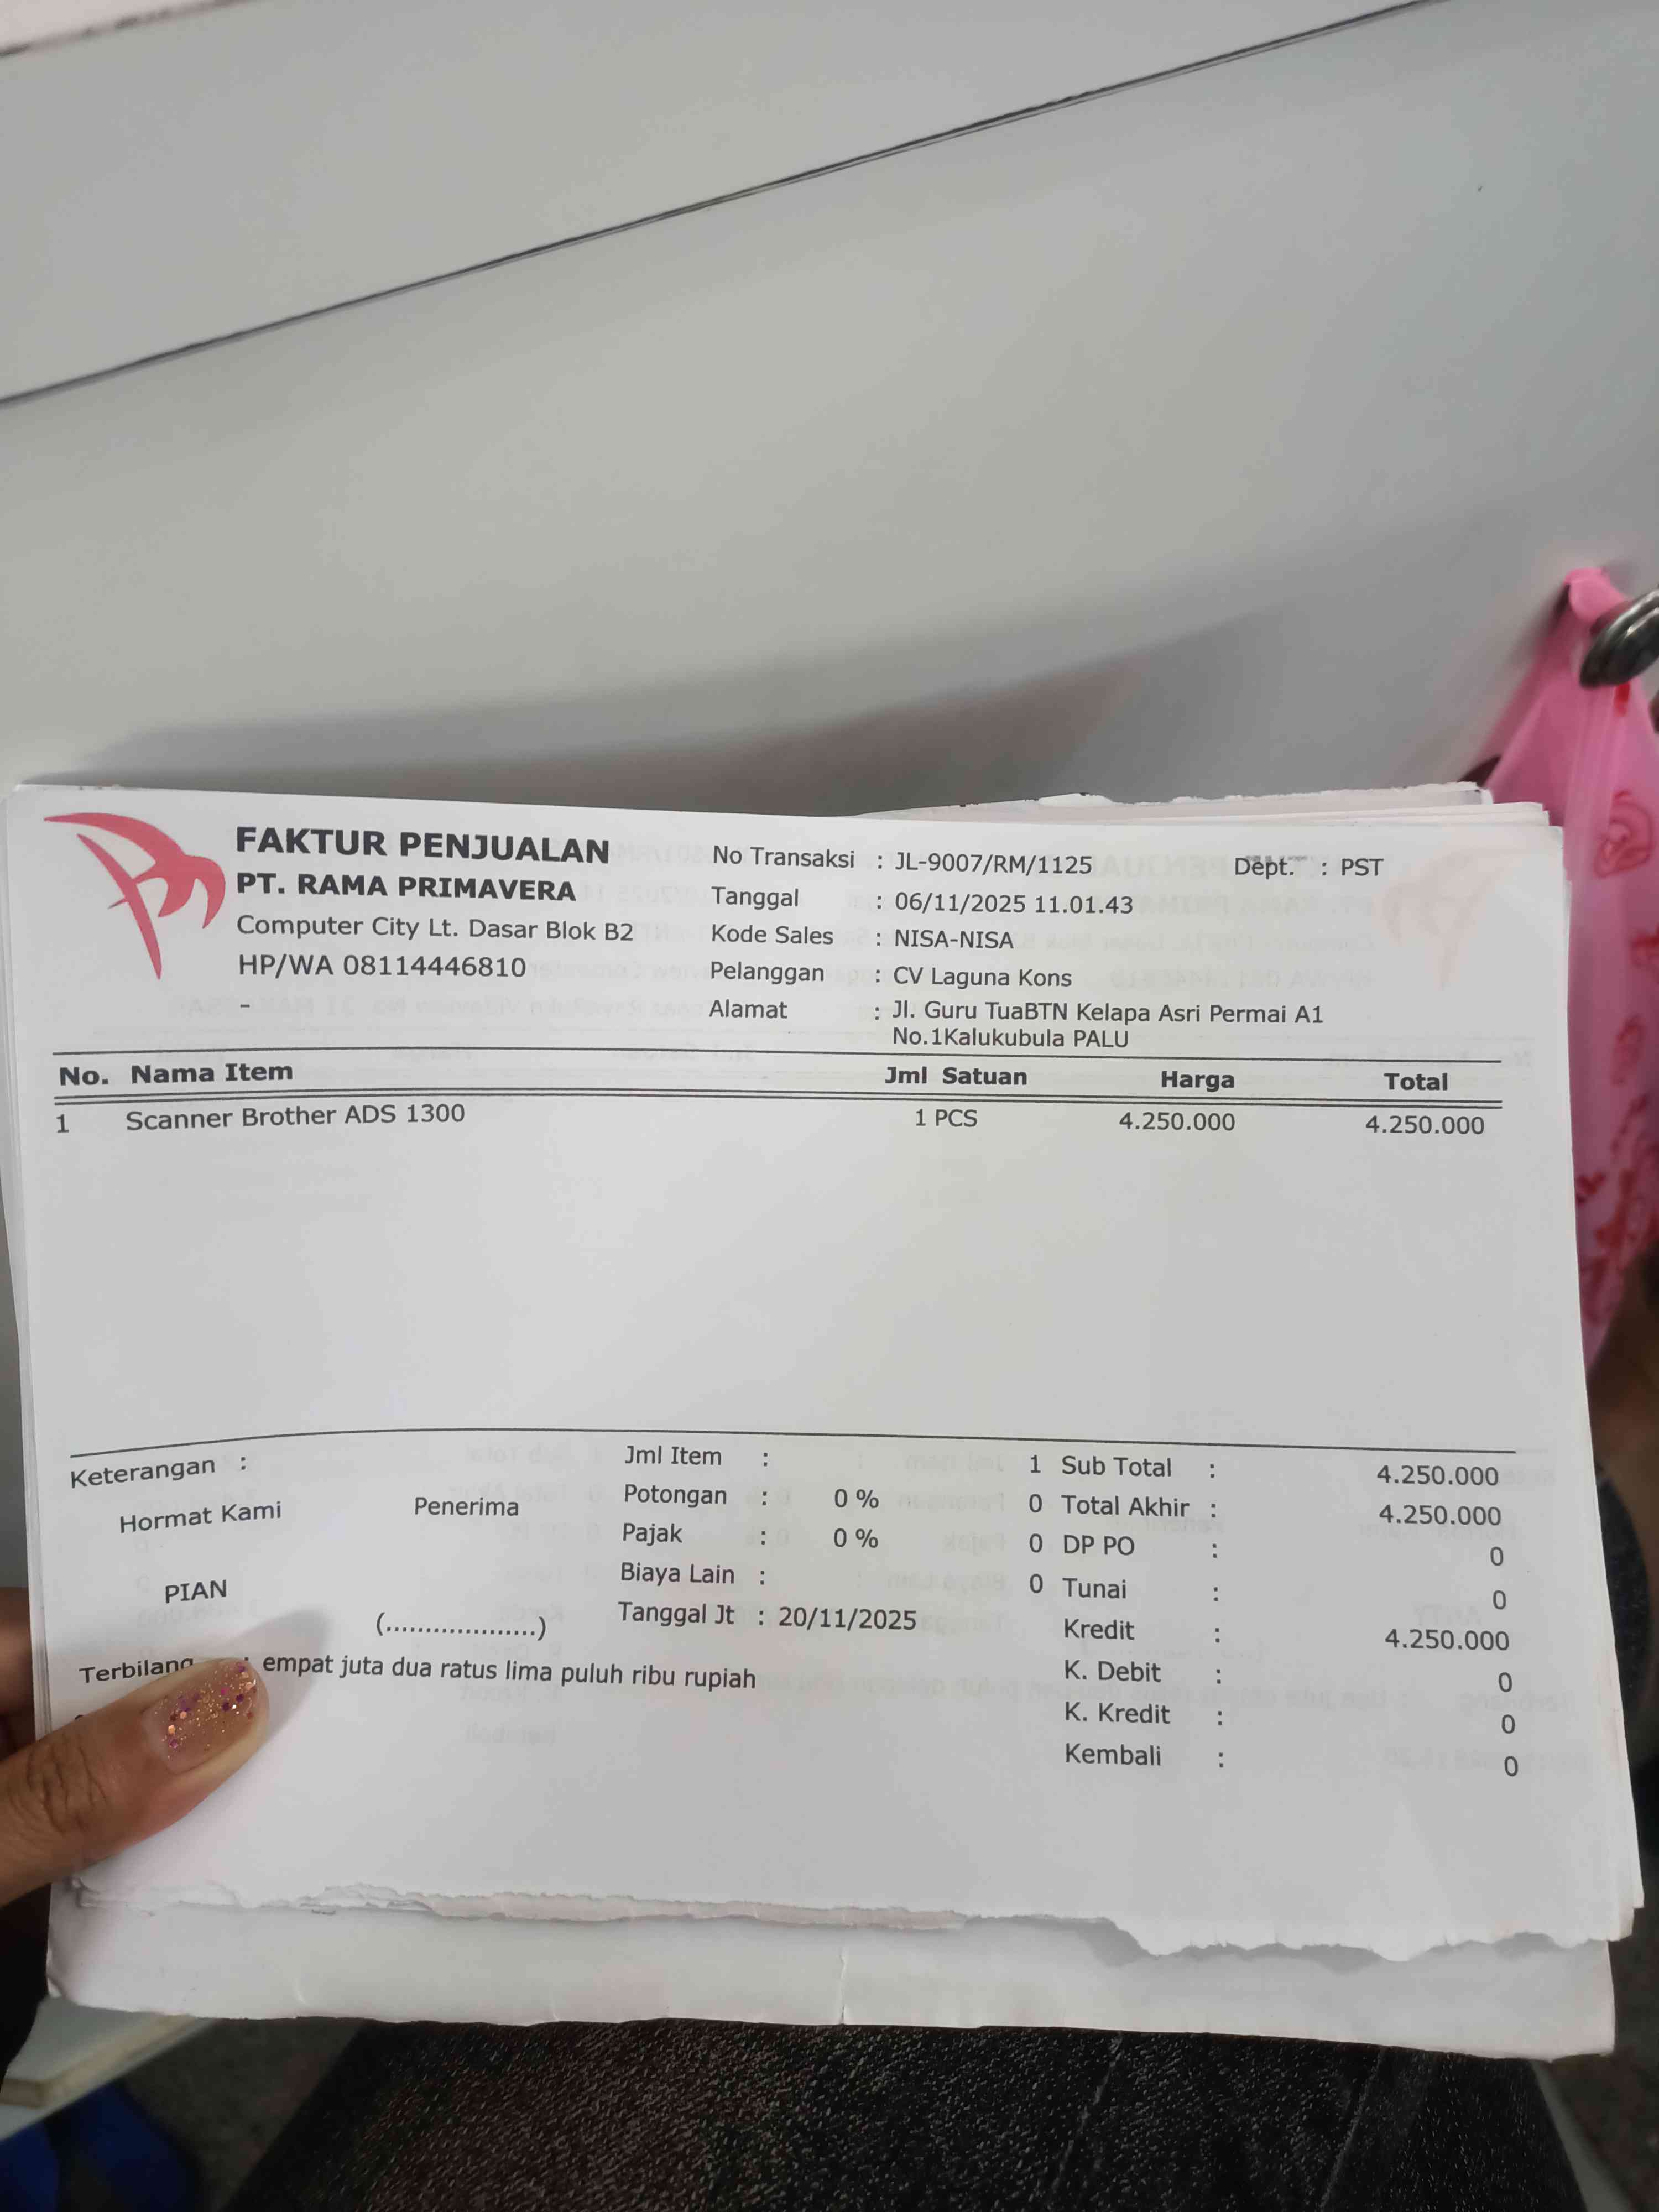 FAKTUR PENJUALAN
PT. RAMA PRIMAVERA
Computer City Lt. Dasar Blok B2
HP/WA 08114446810
-
No Transaksi : JL-9007/RM/1125 Dept. : PST
Tanggal : 06/11/2025 11.01.43
Kode Sales : NISA-NISA
Pelanggan : CV Laguna Kons
Alamat : Jl. Guru TuaBTN Kelapa Asri Permai A1
No.1Kalukubula PALU
No. Nama Item Jml Satuan Harga Total
1 Scanner Brother ADS 1300 1 PCS 4.250.000 4.250.000
Keterangan :
Hormat Kami Penerima
PIAN
(...................)
Jml Item : 1
Potongan : 0 % 0
Pajak : 0 % 0
Biaya Lain : 0
Tanggal Jt : 20/11/2025
Sub Total : 4.250.000
Total Akhir : 4.250.000
DP PO : 0
Tunai : 0
Kredit : 4.250.000
K. Debit : 0
K. Kredit : 0
Kembali : 0
Terbilang : empat juta dua ratus lima puluh ribu rupiah